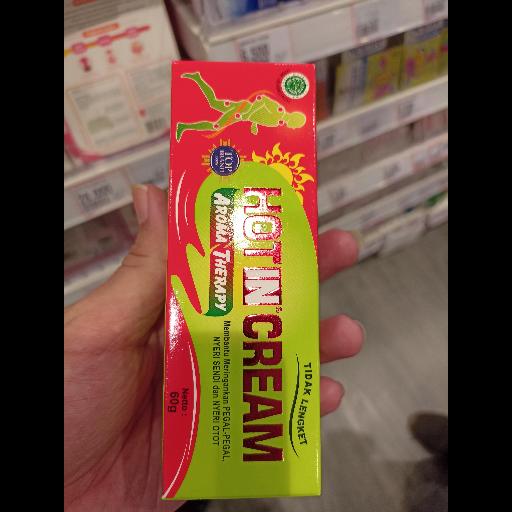 TOP
BRAND
HOT IN CREAM
AROMA THERAPY
TIDAK LENGKET
Membantu Meringankan PEGAL-PEGAL,
NYERI SENDI dan NYERI OTOT
Netto :
60g